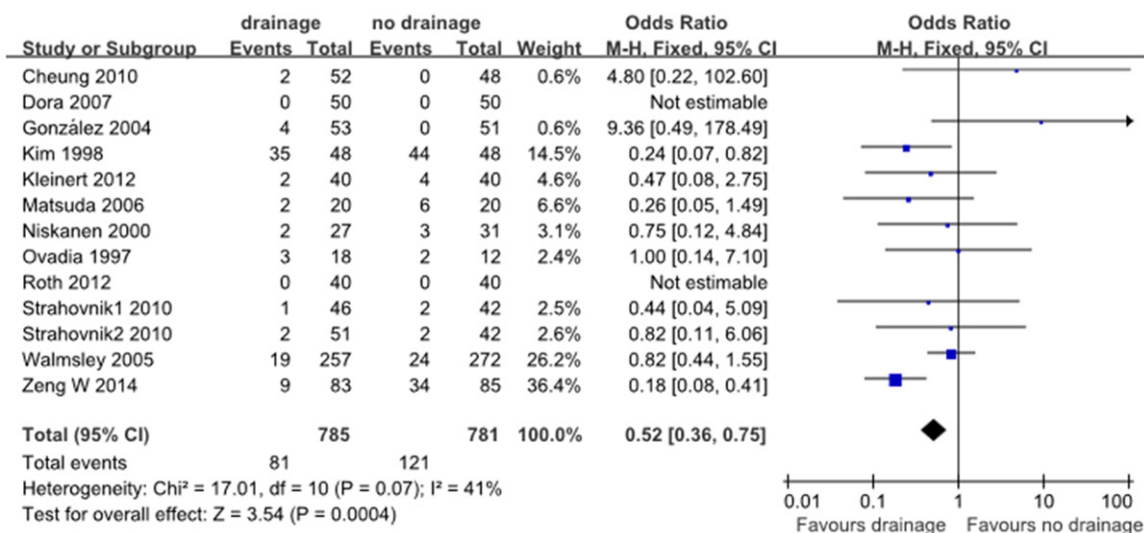 drainage no drainage Odds Ratio Odds Ratio
Study or Subgroup Events Total Events Total Weight M-H, Fixed, 95% CI M-H, Fixed, 95% CI
Cheung 2010 2 52 0 48 0.6% 4.80 [0.22, 102.60]
Dora 2007 0 50 0 50 Not estimable
González 2004 4 53 0 51 0.6% 9.36 [0.49, 178.49]
Kim 1998 35 48 44 48 14.5% 0.24 [0.07, 0.82]
Kleinert 2012 2 40 4 40 4.6% 0.47 [0.08, 2.75]
Matsuda 2006 2 20 6 20 6.6% 0.26 [0.05, 1.49]
Niskanen 2000 2 27 3 31 3.1% 0.75 [0.12, 4.84]
Ovadia 1997 3 18 2 12 2.4% 1.00 [0.14, 7.10]
Roth 2012 0 40 0 40 Not estimable
Strahovnik1 2010 1 46 2 42 2.5% 0.44 [0.04, 5.09]
Strahovnik2 2010 2 51 2 42 2.6% 0.82 [0.11, 6.06]
Walmsley 2005 19 257 24 272 26.2% 0.82 [0.44, 1.55]
Zeng W 2014 9 83 34 85 36.4% 0.18 [0.08, 0.41]
Total (95% CI) 785 781 100.0% 0.52 [0.36, 0.75]
Total events 81 121
Heterogeneity: Chi² = 17.01, df = 10 (P = 0.07); I² = 41%
Test for overall effect: Z = 3.54 (P = 0.0004)
0.01 0.1 1 10 100
Favours drainage Favours no drainage